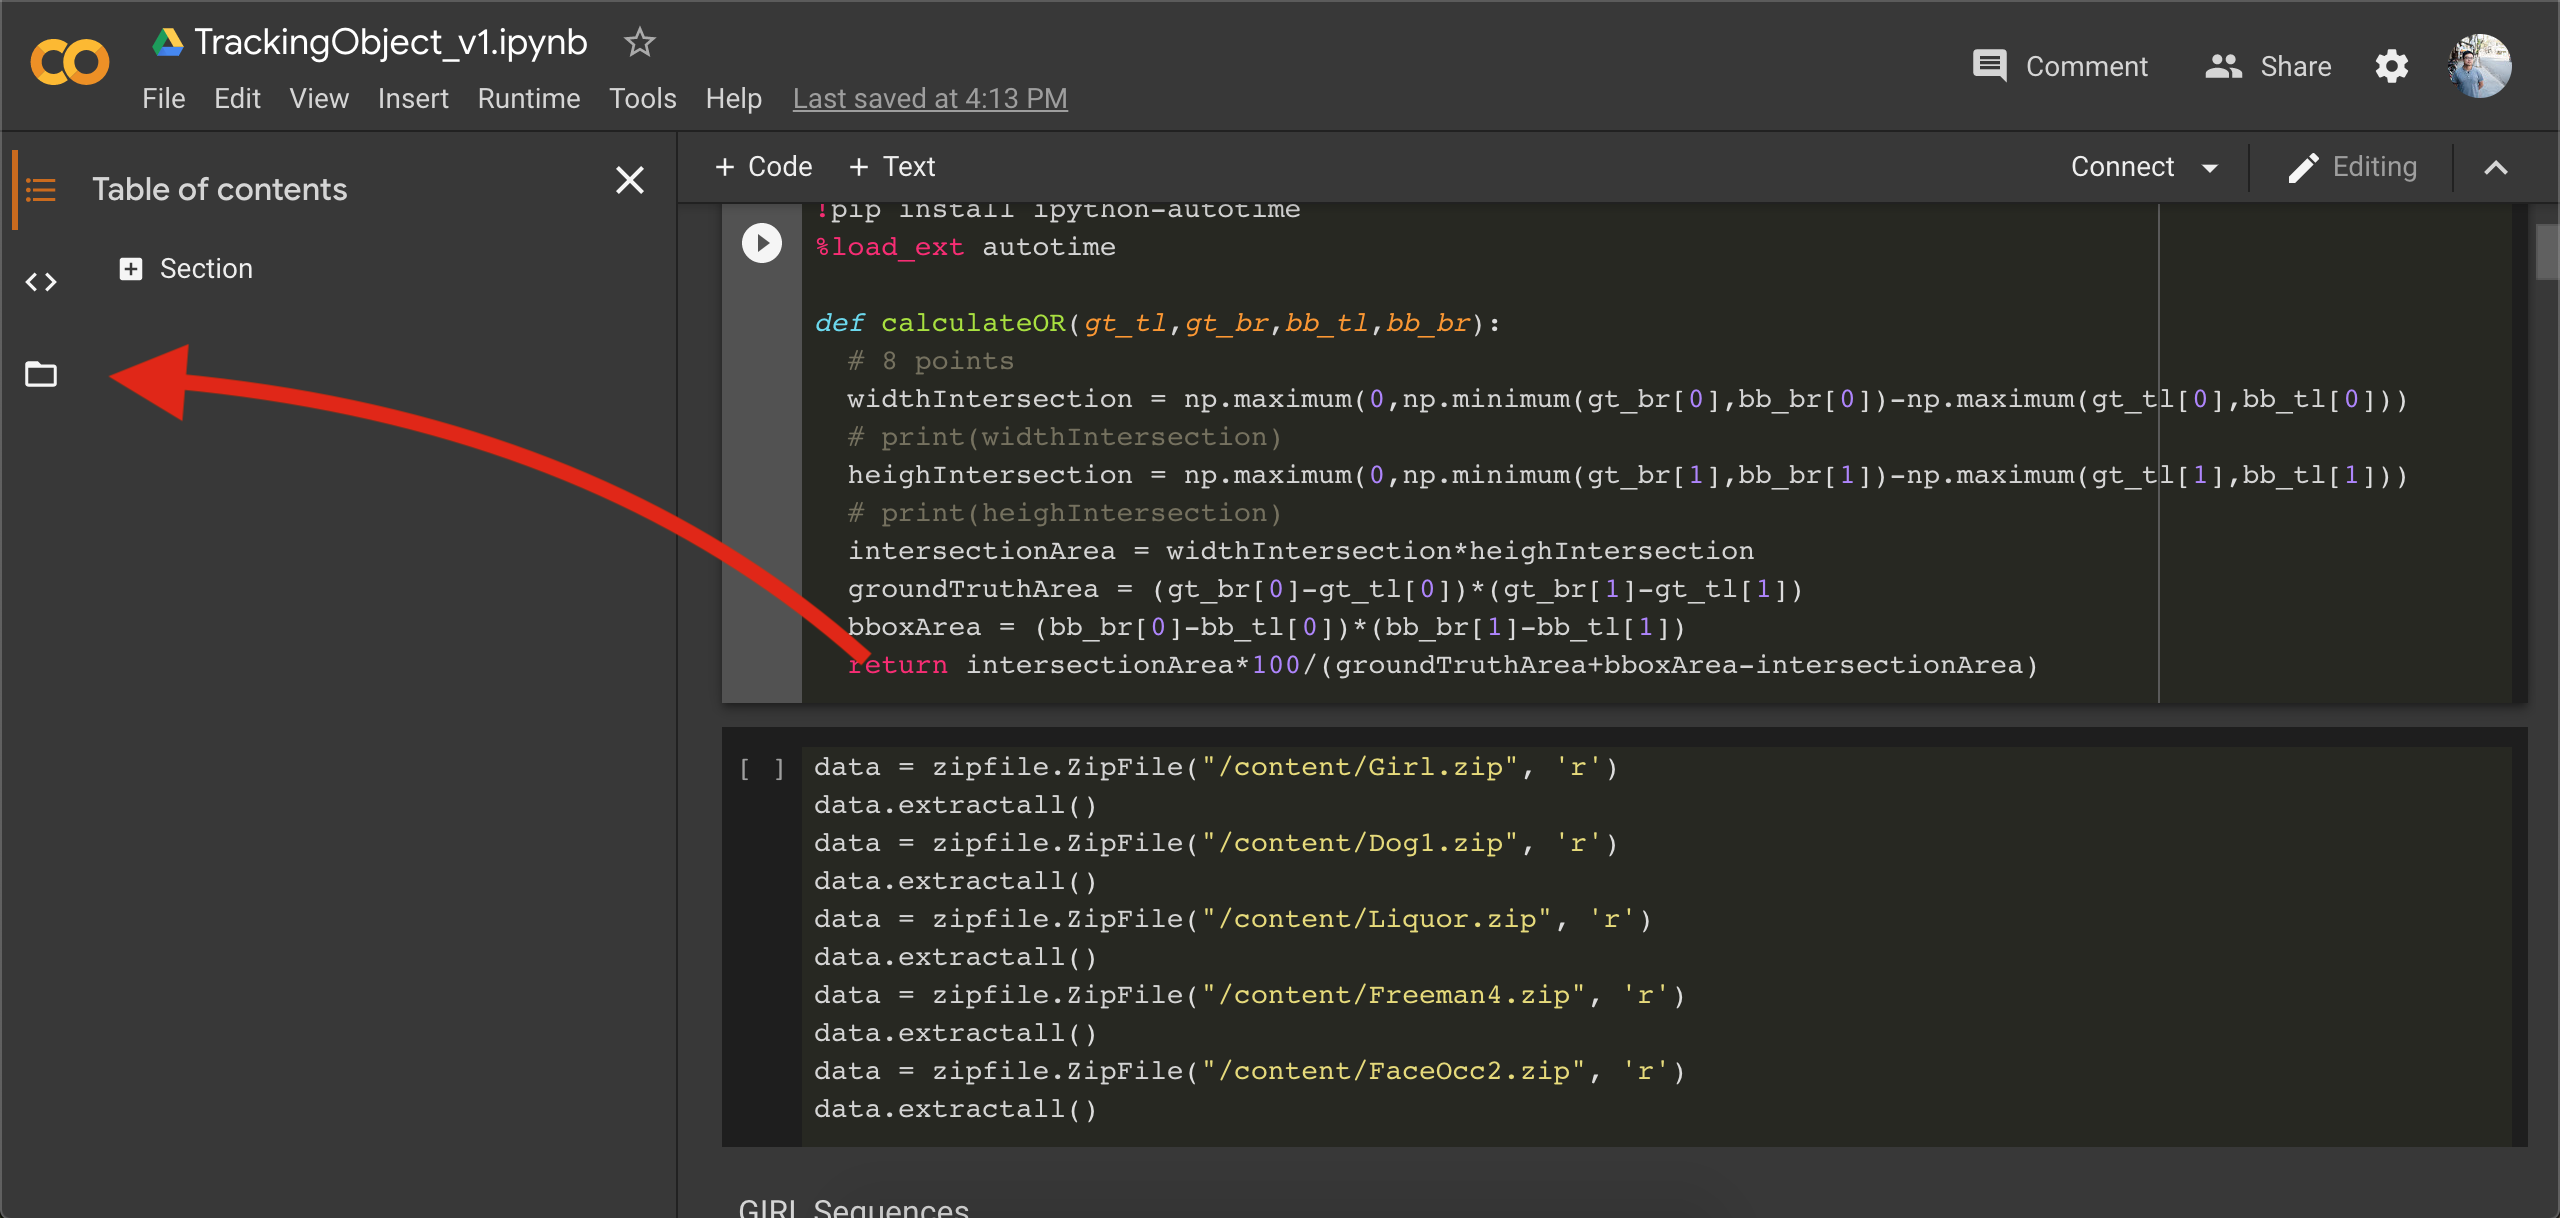 TrackingObject_v1.ipynb
File Edit View Insert Runtime Tools Help Last saved at 4:13 PM
Comment Share
Table of contents
Section
+ Code + Text
Connect Editing
!pip install ipython-autotime
%load_ext autotime
def calculateOR(gt_tl,gt_br,bb_tl,bb_br):
# 8 points
widthIntersection = np.maximum(0,np.minimum(gt_br[0],bb_br[0])-np.maximum(gt_tl[0],bb_tl[0]))
# print(widthIntersection)
heighIntersection = np.maximum(0,np.minimum(gt_br[1],bb_br[1])-np.maximum(gt_tl[1],bb_tl[1]))
# print(heighIntersection)
intersectionArea = widthIntersection*heighIntersection
groundTruthArea = (gt_br[0]-gt_tl[0])*(gt_br[1]-gt_tl[1])
bboxArea = (bb_br[0]-bb_tl[0])*(bb_br[1]-bb_tl[1])
return intersectionArea*100/(groundTruthArea+bboxArea-intersectionArea)
[ ] data = zipfile.ZipFile("/content/Girl.zip", 'r')
data.extractall()
data = zipfile.ZipFile("/content/Dog1.zip", 'r')
data.extractall()
data = zipfile.ZipFile("/content/Liquor.zip", 'r')
data.extractall()
data = zipfile.ZipFile("/content/Freeman4.zip", 'r')
data.extractall()
data = zipfile.ZipFile("/content/FaceOcc2.zip", 'r')
data.extractall()
GIRL Sequences